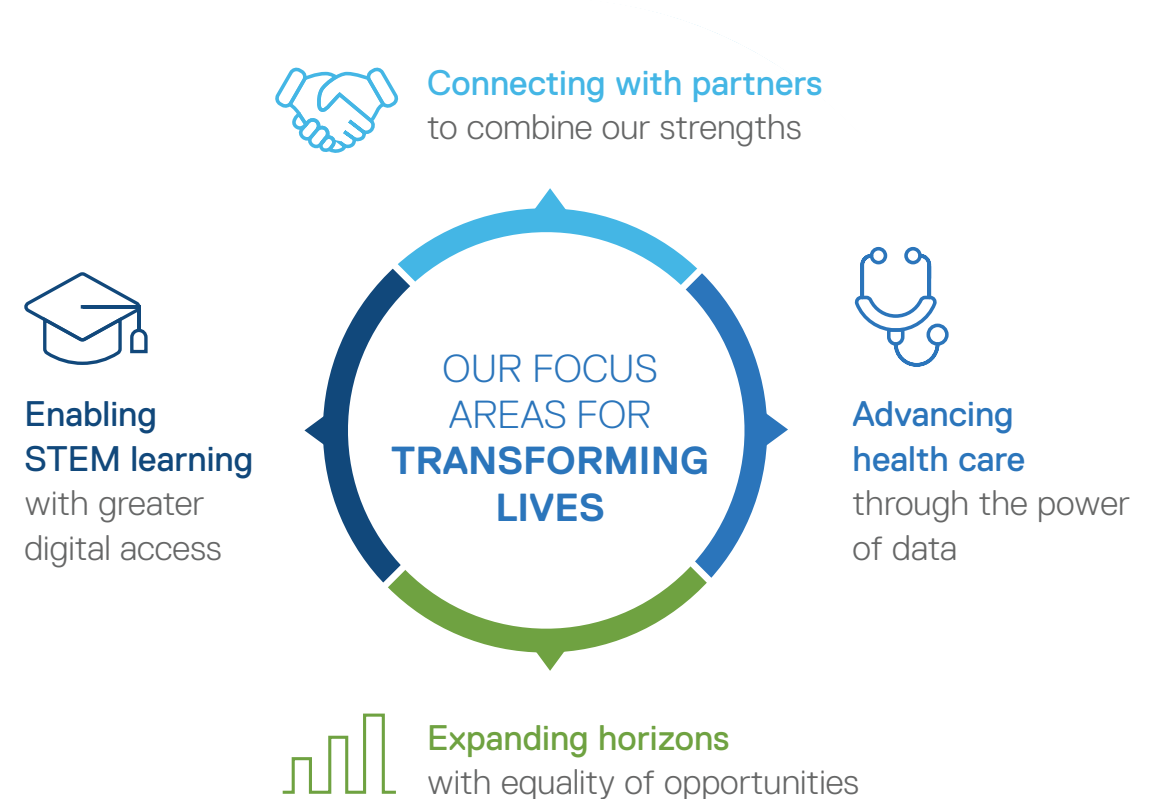 Connecting with partners
to combine our strengths
OUR FOCUS
AREAS FOR
TRANSFORMING
LIVES
Enabling
STEM learning
with greater
digital access
Advancing
health care
through the power
of data
Expanding horizons
with equality of opportunities